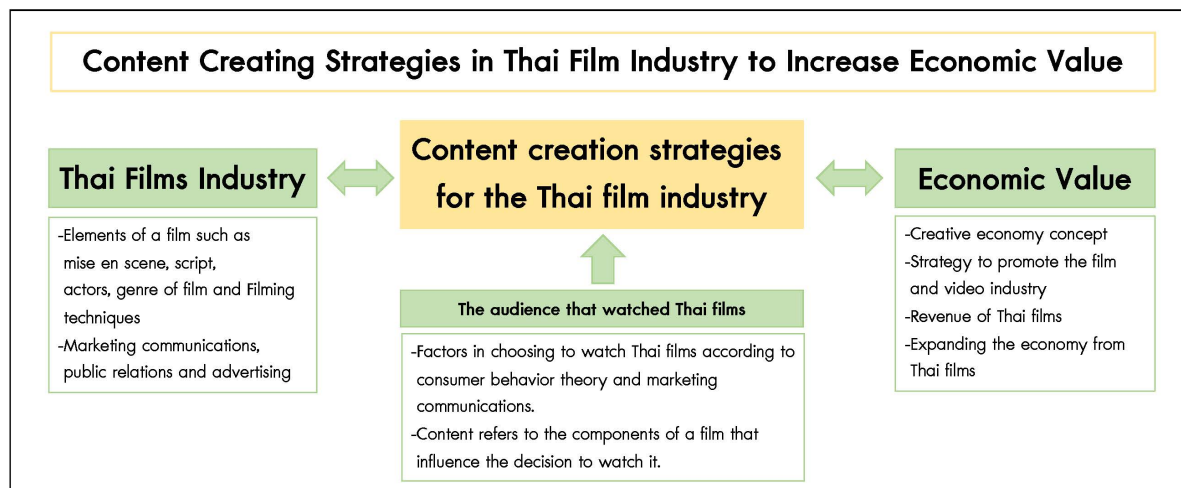 Content Creating Strategies in Thai Film Industry to Increase Economic Value
Thai Films Industry
-Elements of a film such as
mise en scene, script,
actors, genre of film and Filming
techniques
-Marketing communications,
public relations and advertising
Content creation strategies
for the Thai film industry
The audience that watched Thai films
-Factors in choosing to watch Thai films according to
consumer behavior theory and marketing
communications.
-Content refers to the components of a film that
influence the decision to watch it.
Economic Value
-Creative economy concept
-Strategy to promote the film
and video industry
-Revenue of Thai films
-Expanding the economy from
Thai films